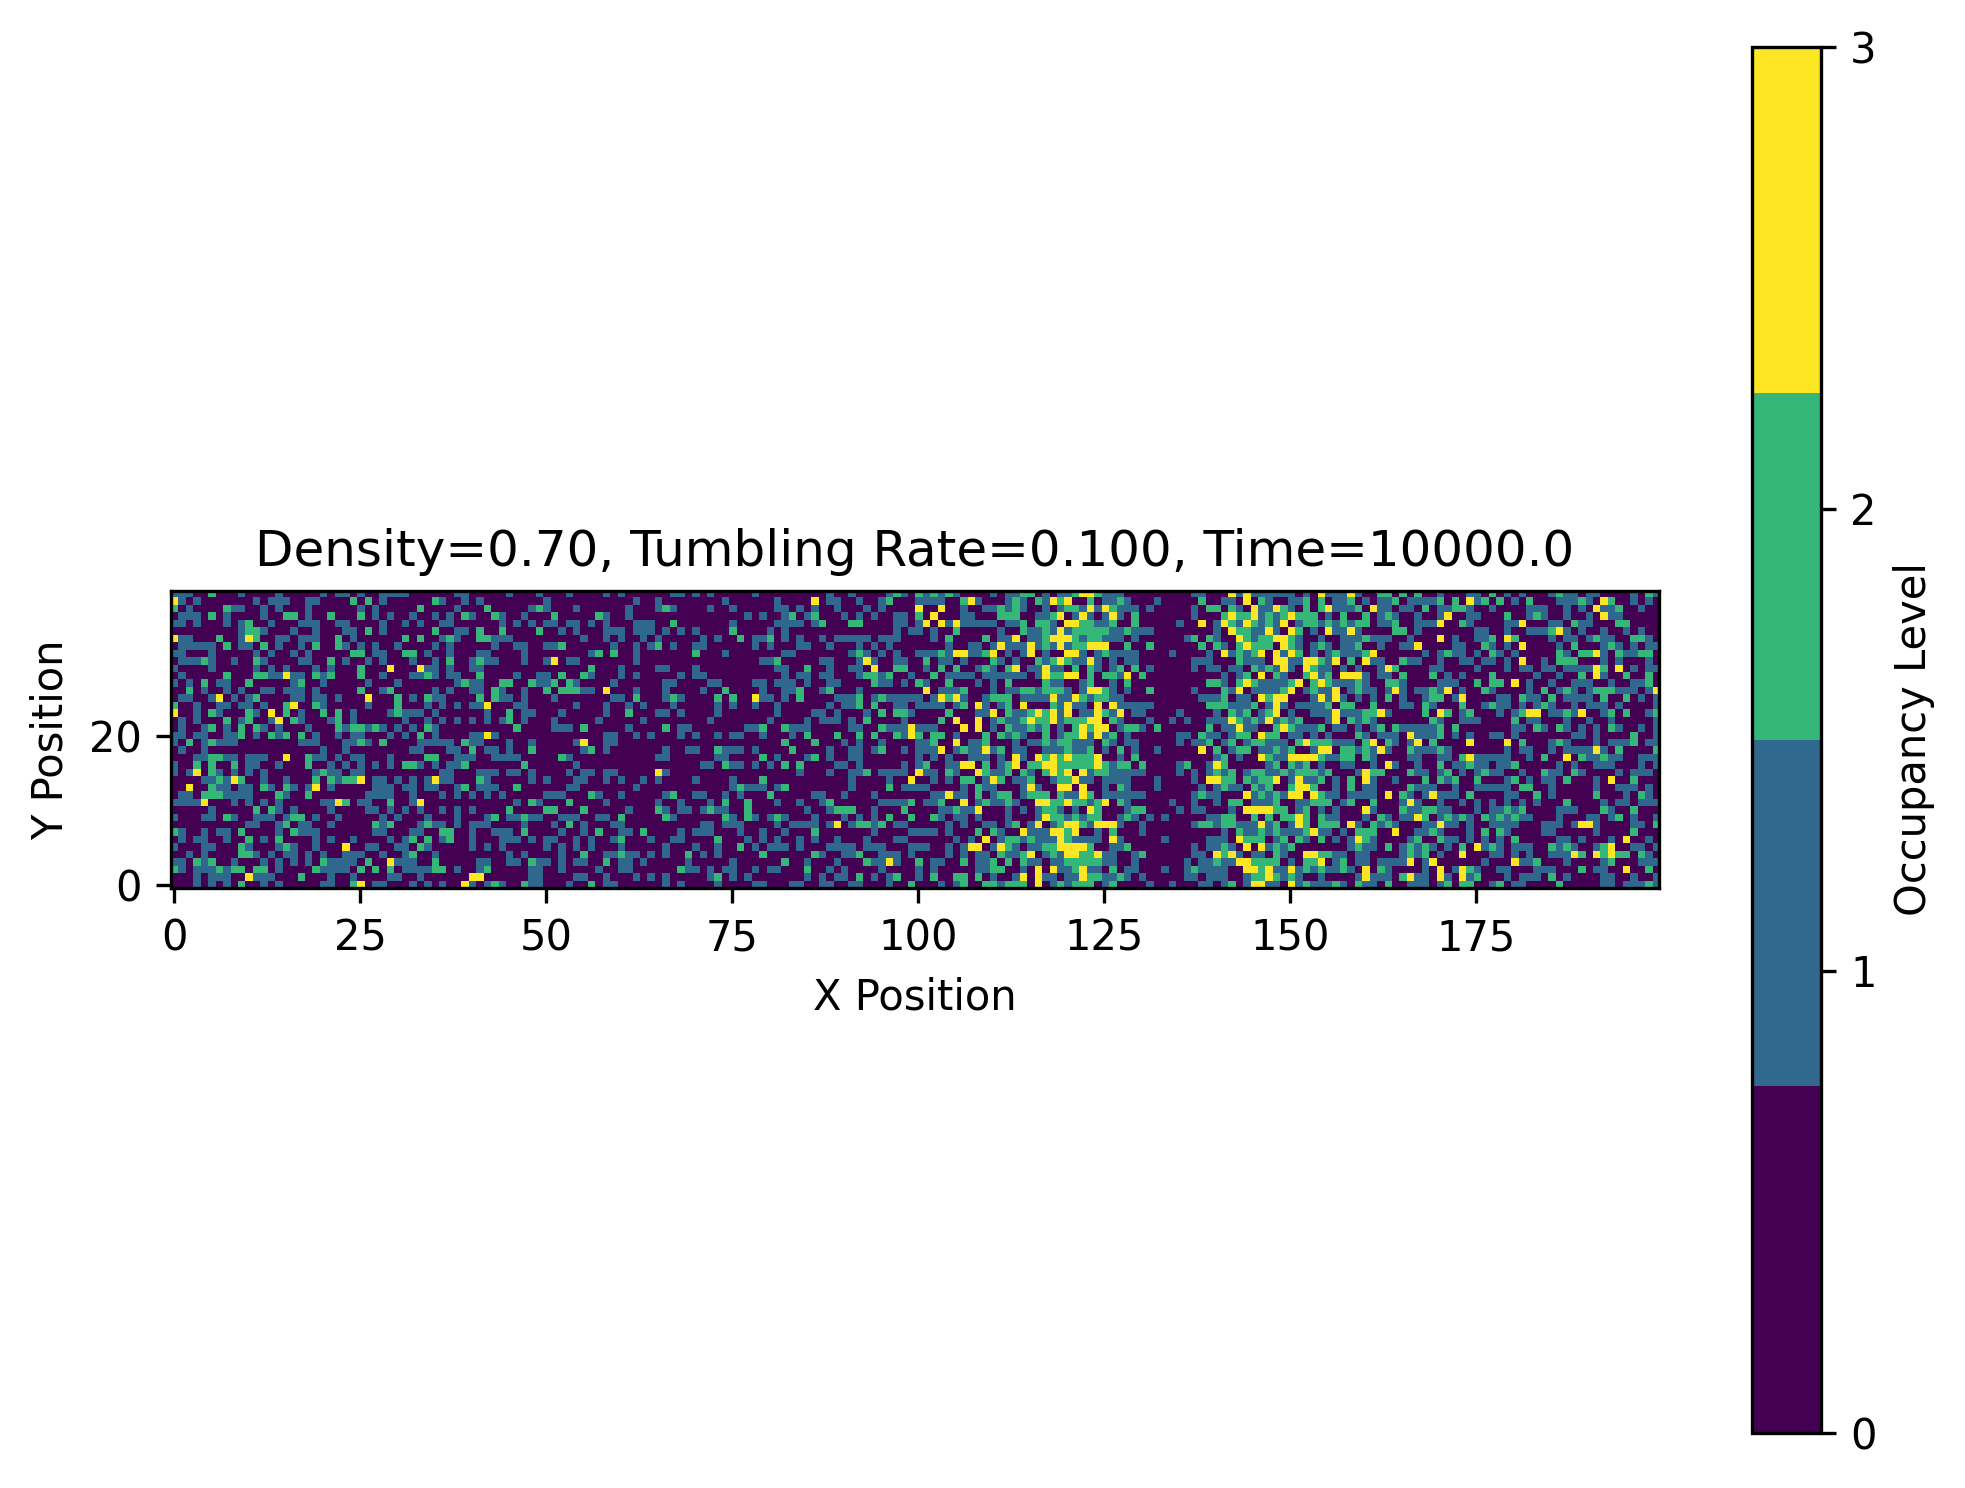 Density=0.70, Tumbling Rate=0.100, Time=10000.0
Y Position
20
0
0 25 50 75 100 125 150 175
X Position
3
2
1
0
Occupancy Level